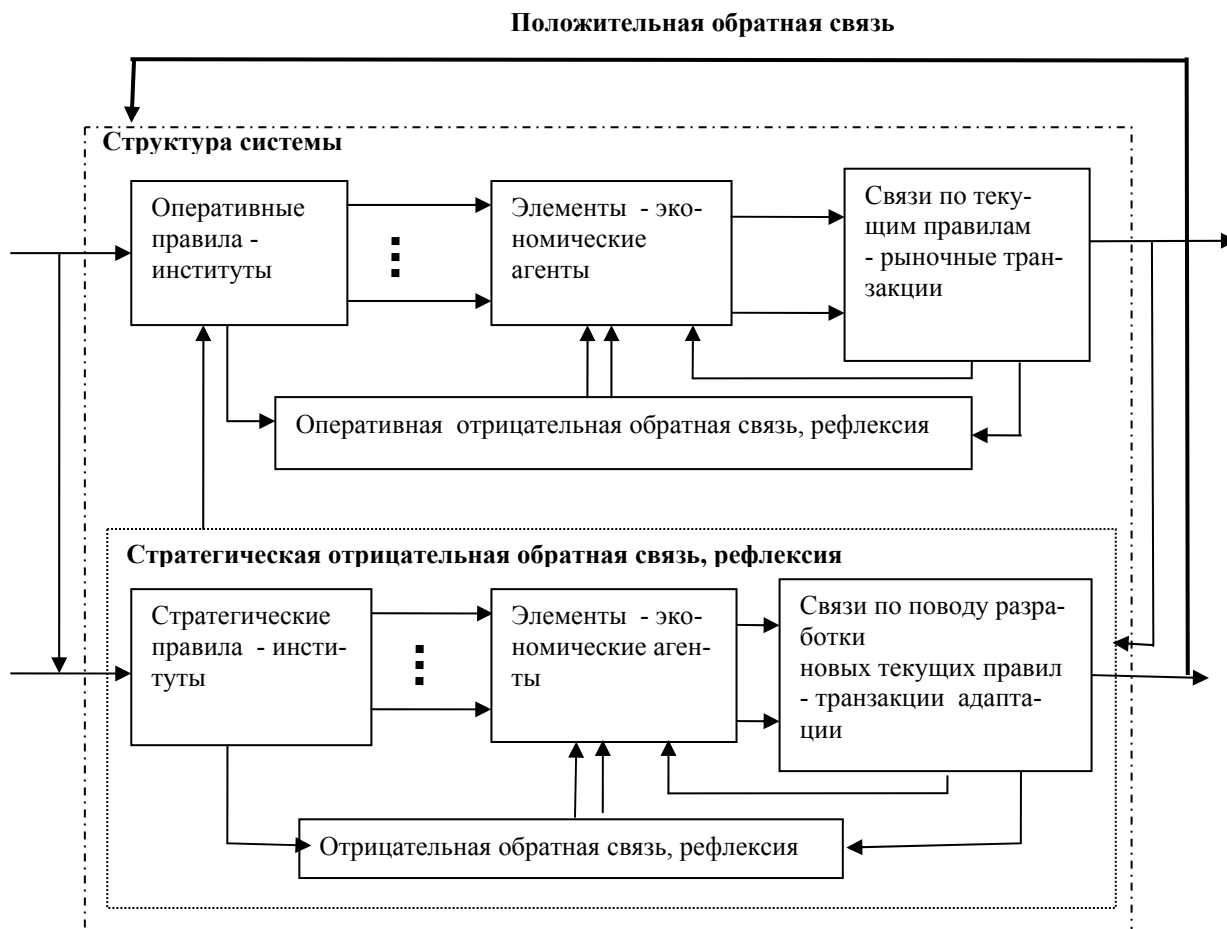 Положительная обратная связь
Структура системы
Оперативные
правила -
институты
Элементы - эко-
номические
агенты
Связи по теку-
щим правилам
- рыночные тран-
закции
Оперативная отрицательная обратная связь, рефлексия
Стратегическая отрицательная обратная связь, рефлексия
Стратегические
правила - инсти-
туты
Элементы - эко-
номические аген-
ты
Связи по поводу разра-
ботки
новых текущих правил
- транзакции адапта-
ции
Отрицательная обратная связь, рефлексия